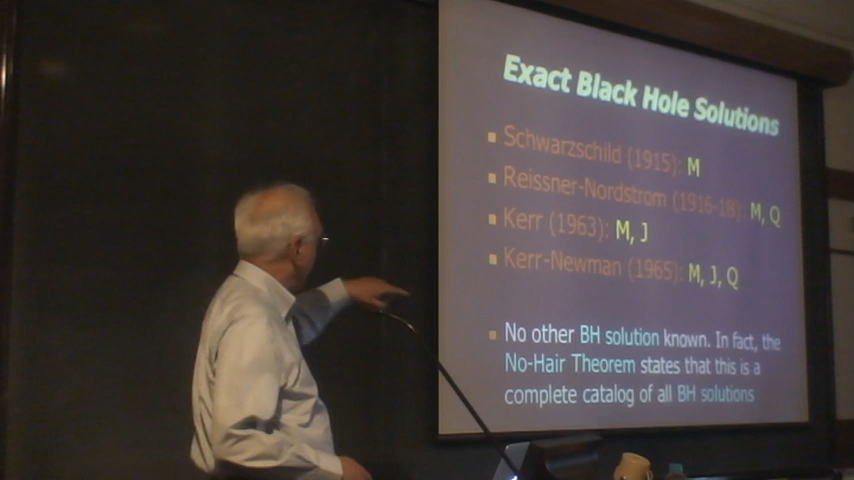 Exact Black Hole Solutions
Schwarzschild (1915): M
Reissner-Nordstrom (1916-18): M, Q
Kerr (1963): M, J
Kerr-Newman (1965): M, J, Q
No other BH solution known. In fact, the
No-Hair Theorem states that this is a
complete catalog of all BH solutions